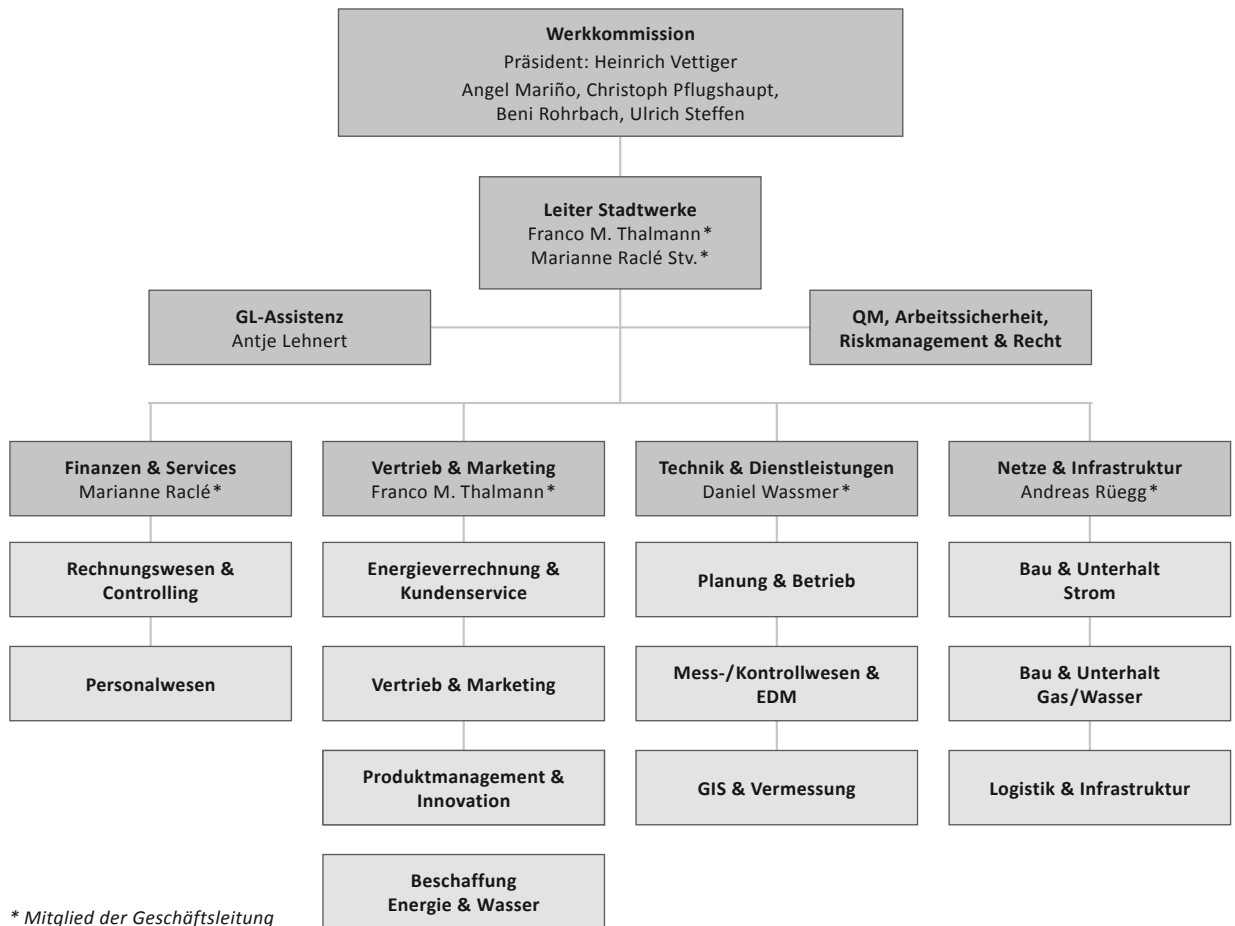 Werkkommission
Präsident: Heinrich Vettiger
Angel Mariño, Christoph Pflugshaupt,
Beni Rohrbach, Ulrich Steffen
Leiter Stadtwerke
Franco M. Thalmann*
Marianne Raclé Stv.*
GL-Assistenz
Antje Lehnert
QM, Arbeitssicherheit,
Riskmanagement & Recht
Finanzen & Services
Marianne Raclé*
Vertrieb & Marketing
Franco M. Thalmann*
Technik & Dienstleistungen
Daniel Wassmer*
Netze & Infrastruktur
Andreas Rüegg*
Rechnungswesen &
Controlling
Energieverrechnung &
Kundenservice
Planung & Betrieb
Bau & Unterhalt
Strom
Personalwesen
Vertrieb & Marketing
Mess-/Kontrollwesen &
EDM
Bau & Unterhalt
Gas/Wasser
Produktmanagement &
Innovation
GIS & Vermessung
Logistik & Infrastruktur
Beschaffung
Energie & Wasser
* Mitglied der Geschäftsleitung